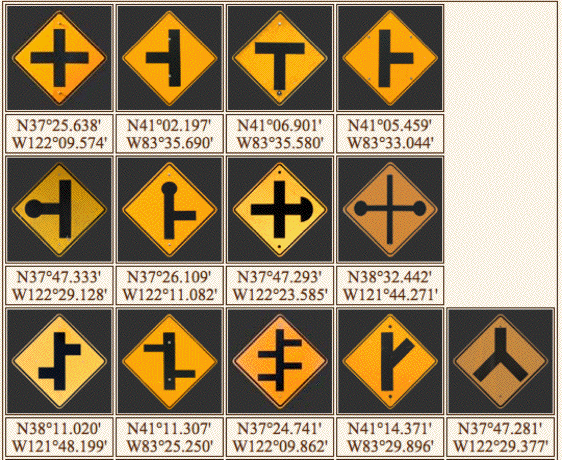 N37°25.638'
W122°09.574'
N41°02.197'
W83°35.690'
N41°06.901'
W83°35.580'
N41°05.459'
W83°33.044'
N37°47.333'
W122°29.128'
N37°26.109'
W122°11.082'
N37°47.293'
W122°23.585'
N38°32.442'
W121°44.271'
N38°11.020'
W121°48.199'
N41°11.307'
W83°25.250'
N37°24.741'
W122°09.862'
N41°14.371'
W83°29.896'
N37°47.281'
W122°29.377'